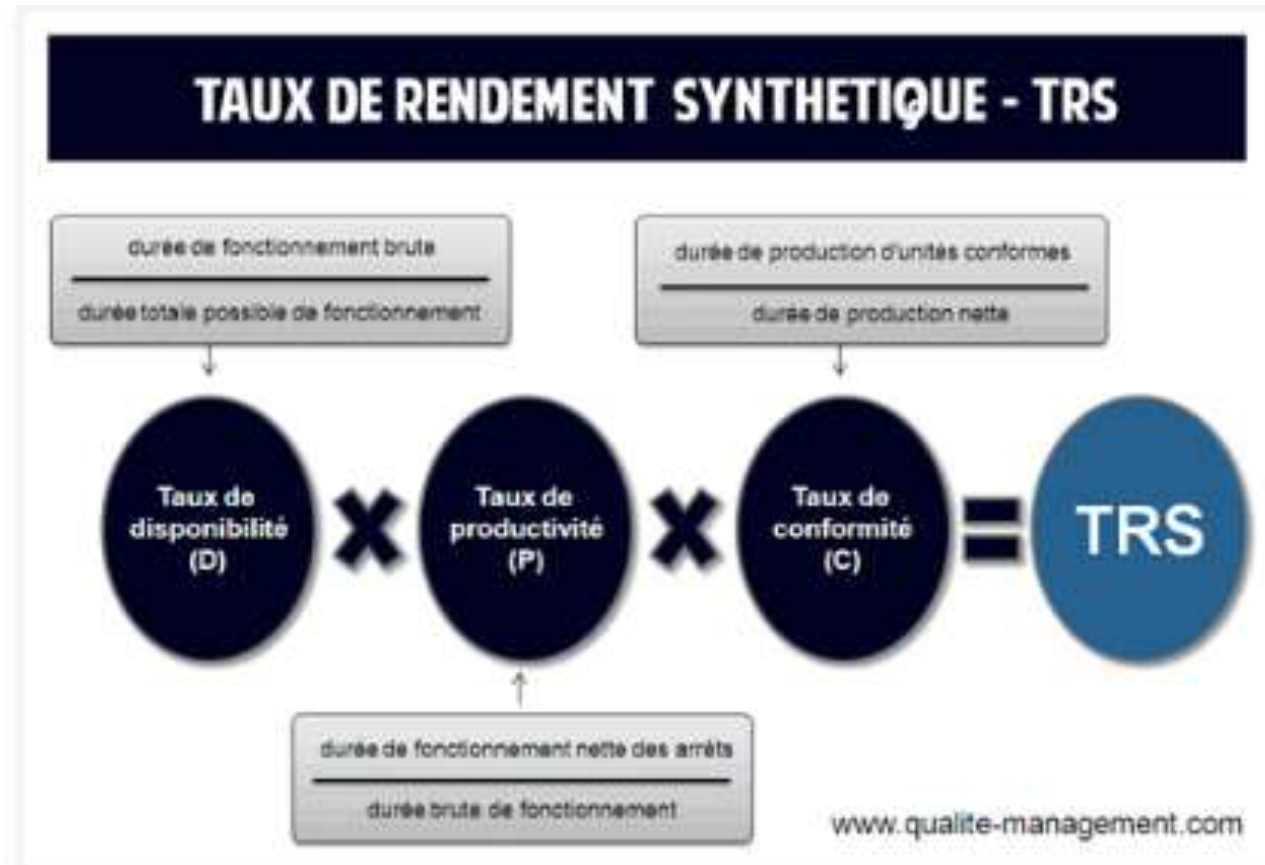 TAUX DE RENDEMENT SYNTHETIQUE - TRS
durée de fonctionnement brute
durée totale possible de fonctionnement
durée de production d'unités conformes
durée de production nette
Taux de
disponibilité
(D)
Taux de
productivité
(P)
Taux de
conformité
(C)
TRS
durée de fonctionnement nette des arrêts
durée brute de fonctionnement
www.qualite-management.com